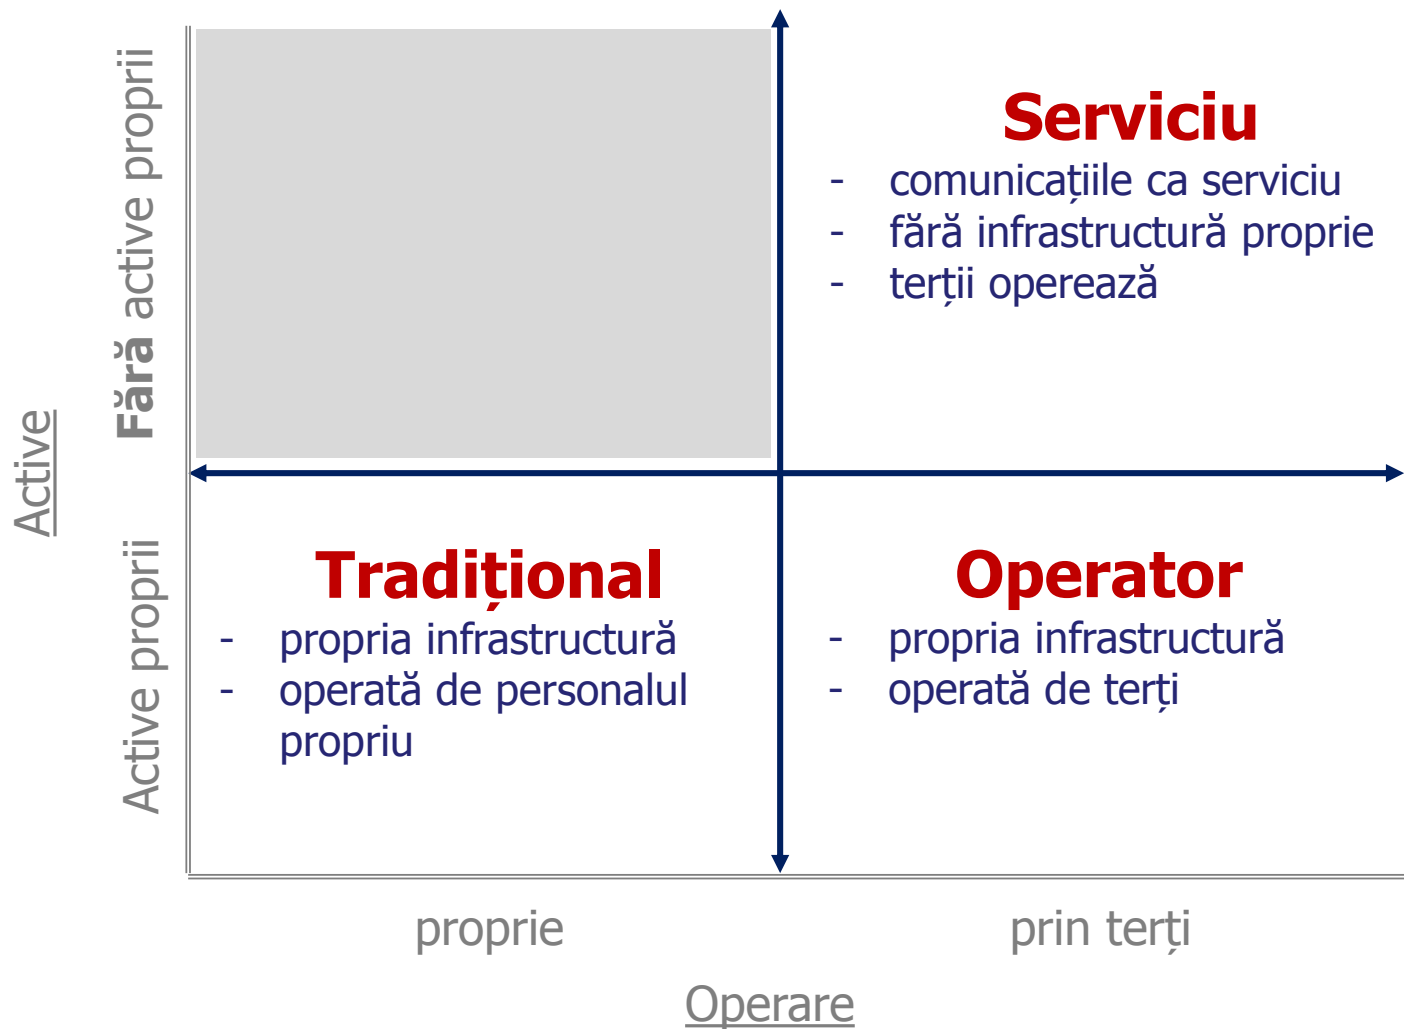 Serviciu
- comunicațiile ca serviciu
- fără infrastructură proprie
- terții operează
Tradițional
- propria infrastructură
- operată de personalul
propriu
Operator
- propria infrastructură
- operată de terți
Active
Fără active proprii
Active proprii
proprie
prin terți
Operare